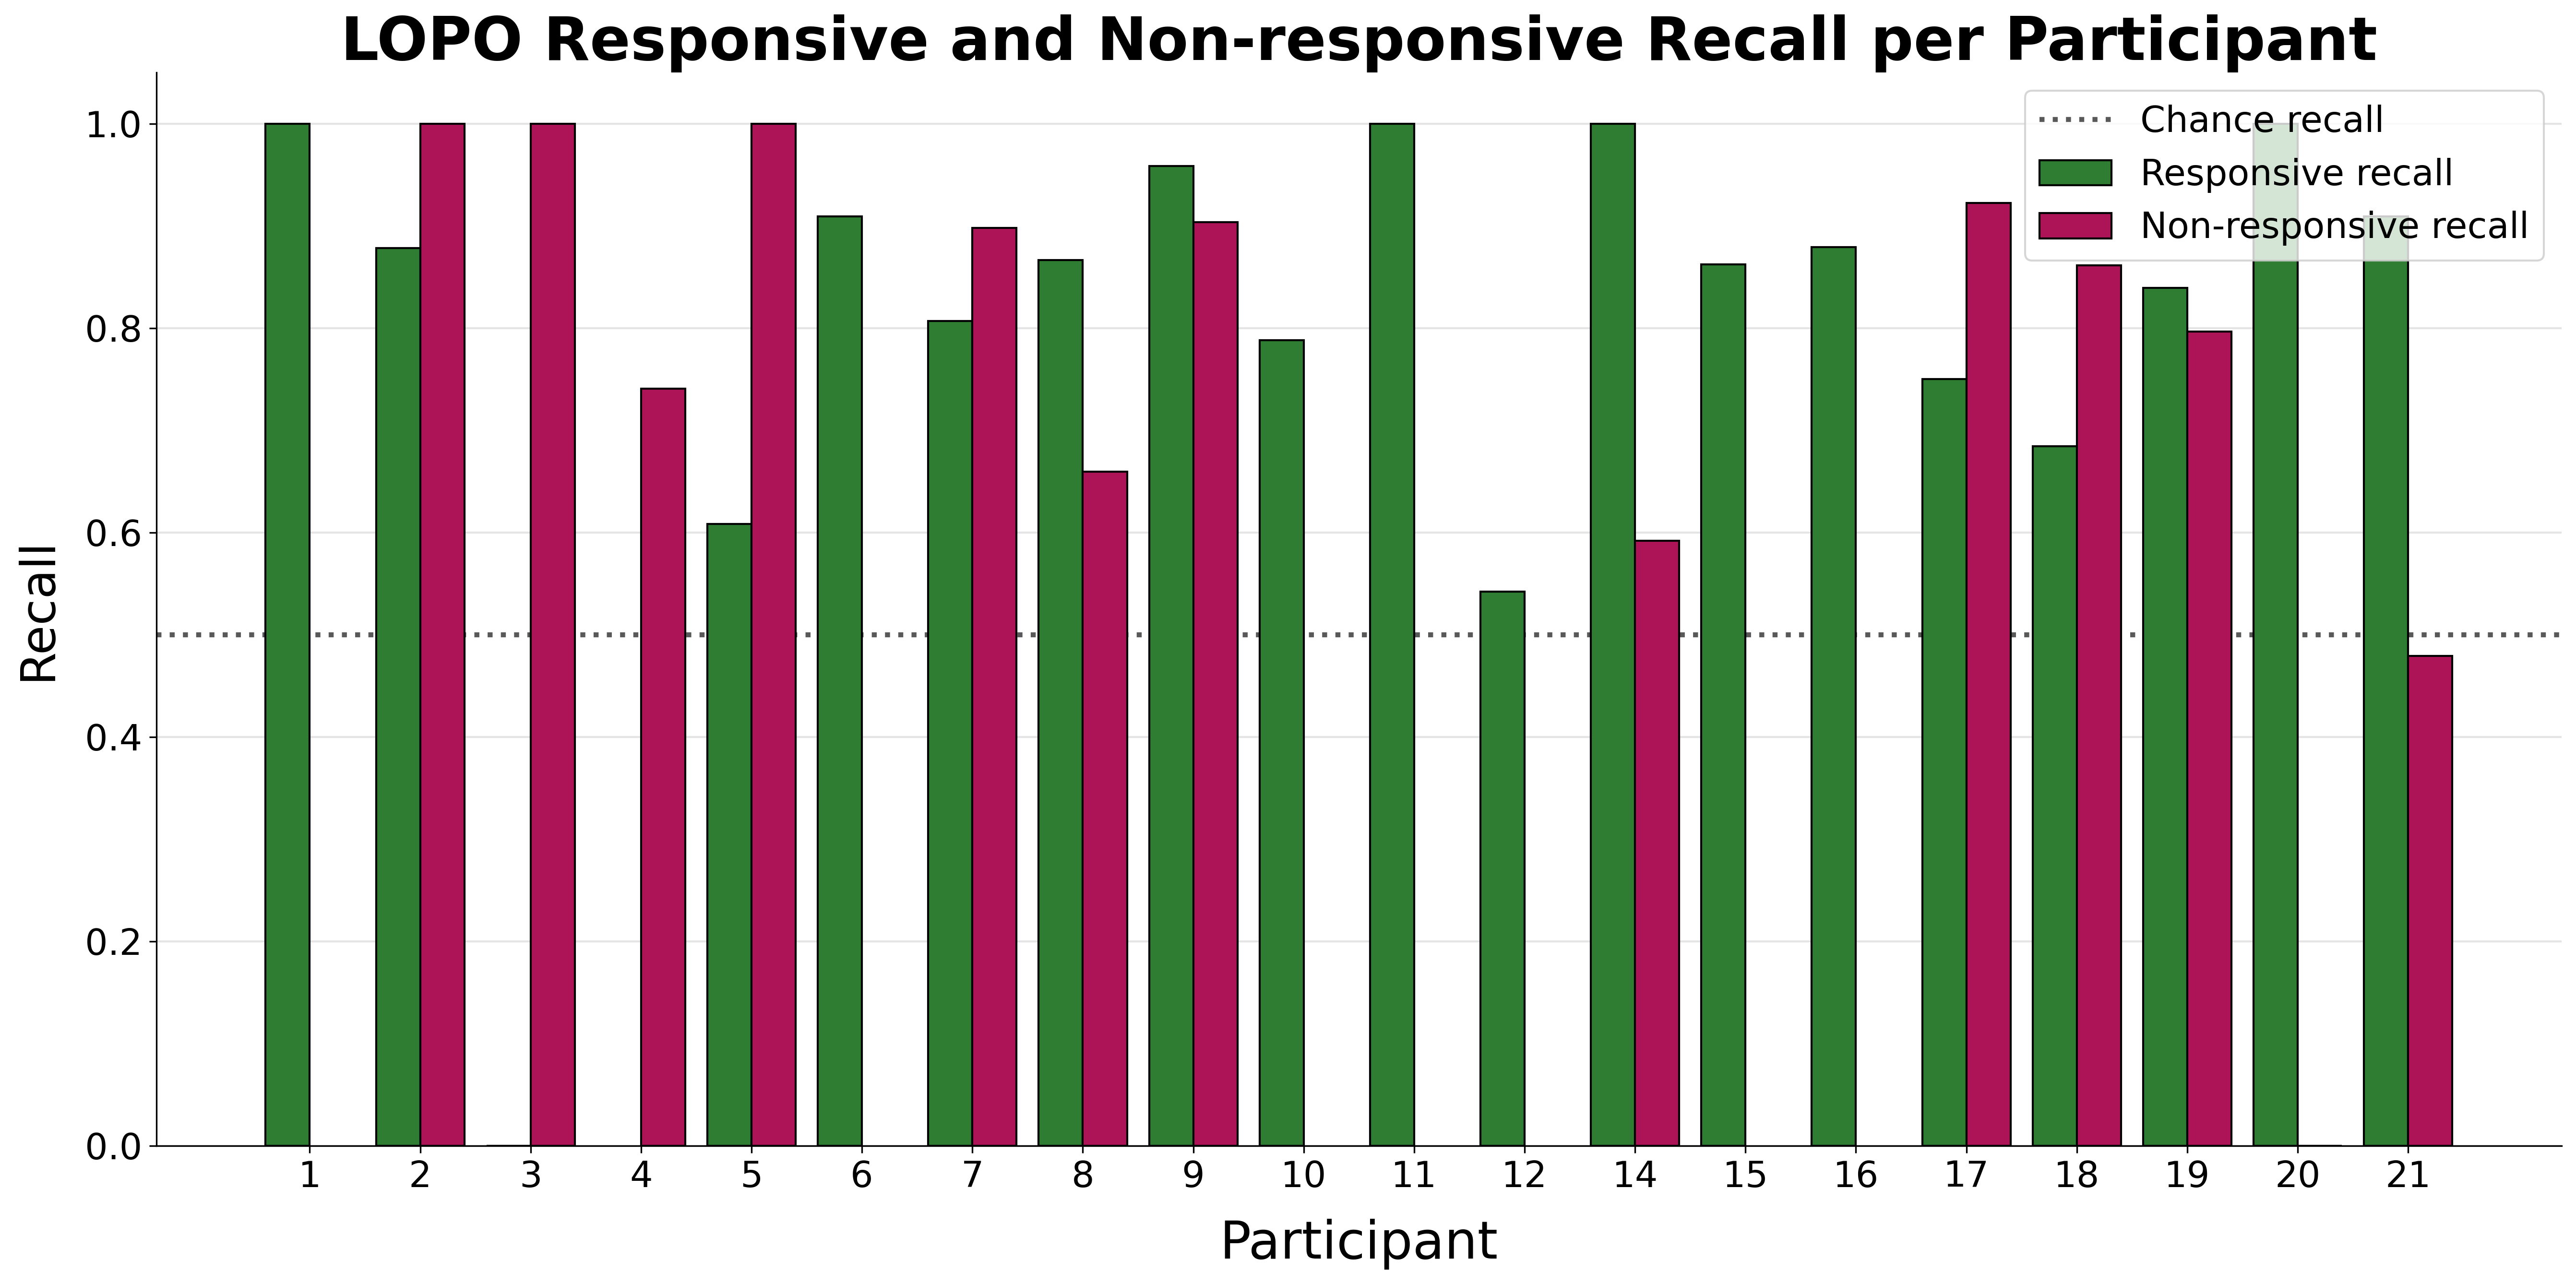 LOPO Responsive and Non-responsive Recall per Participant
Chance recall
Responsive recall
Non-responsive recall
1.0
0.8
0.6
0.4
0.2
0.0
Recall
1 2 3 4 5 6 7 8 9 10 11 12 14 15 16 17 18 19 20 21
Participant